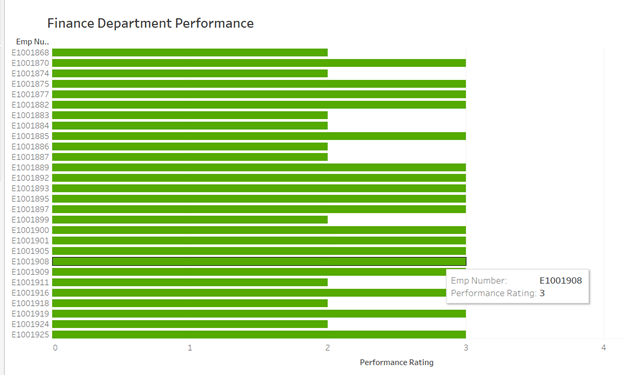 Finance Department Performance
Emp Nu..
E1001868
E1001870
E1001874
E1001875
E1001877
E1001882
E1001883
E1001884
E1001885
E1001886
E1001887
E1001889
E1001892
E1001893
E1001895
E1001897
E1001899
E1001900
E1001901
E1001905
E1001908
E1001909
E1001911
E1001916
E1001918
E1001919
E1001924
E1001925
Emp Number: E1001908
Performance Rating: 3
0 1 2 3 4
Performance Rating